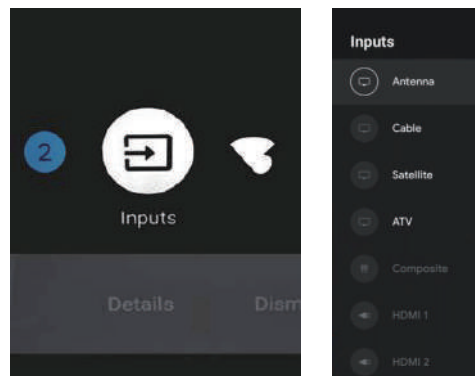 2
Inputs
Details
Dism
Inputs
Antenna
Cable
Satellite
ATV
Composite
HDMI 1
HDMI 2